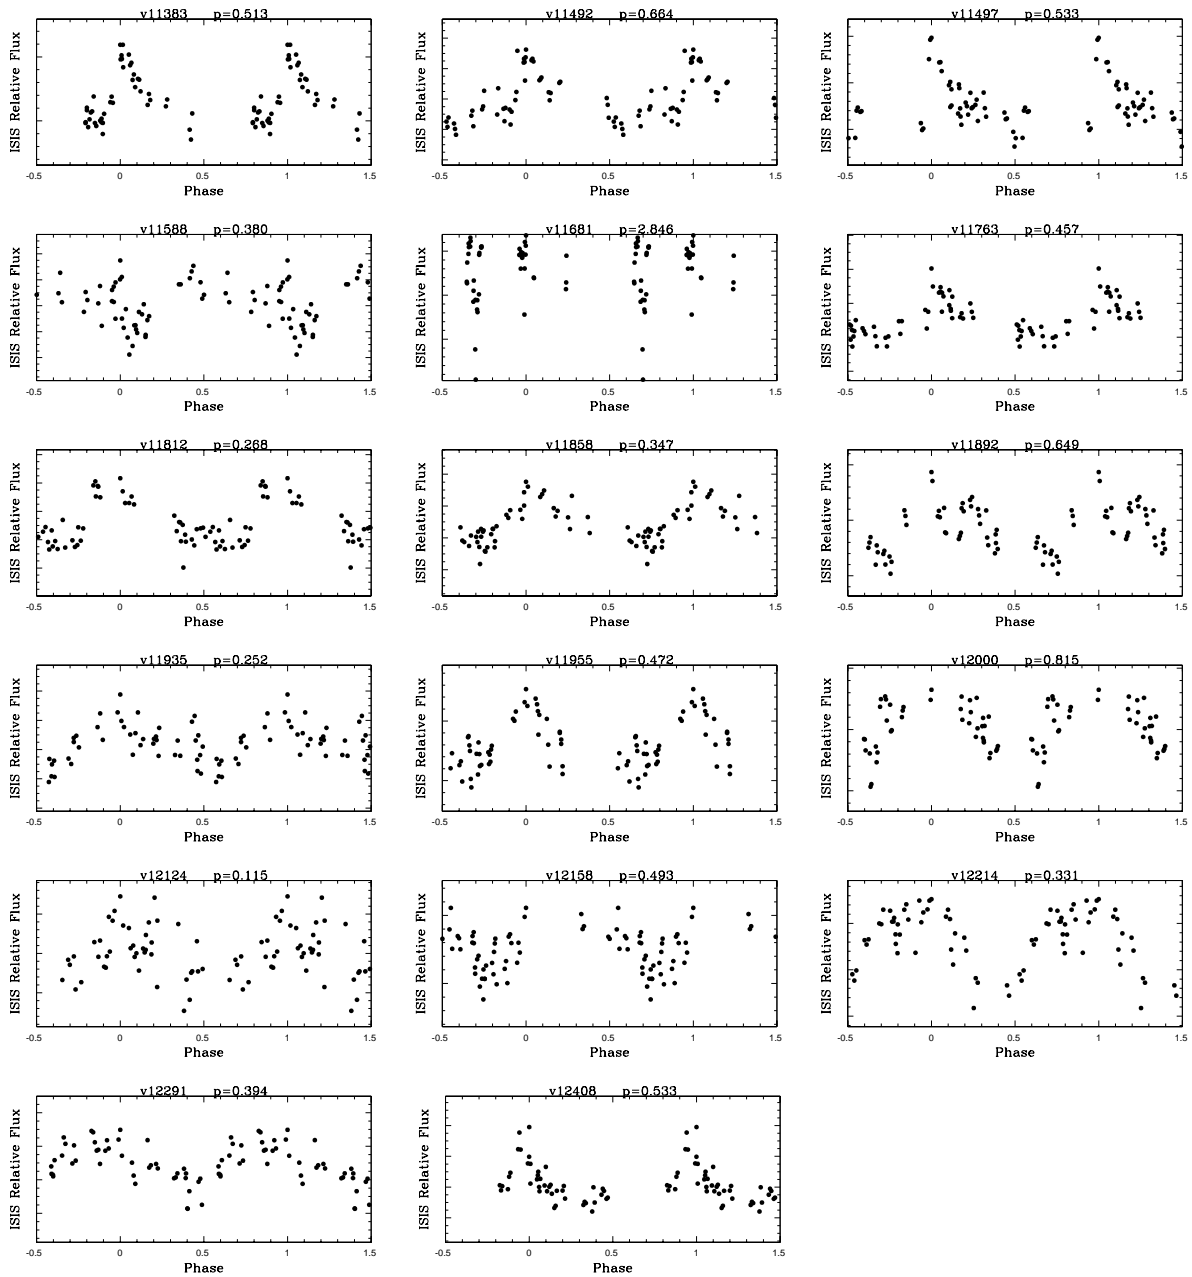 v11383 p=0.513
v11492 p=0.664
v11497 p=0.533
ISIS Relative Flux
ISIS Relative Flux
ISIS Relative Flux
-0.5 0 0.5 1 1.5
-0.5 0 0.5 1 1.5
-0.5 0 0.5 1 1.5
Phase
Phase
Phase
v11588 p=0.380
v11681 p=2.846
v11763 p=0.457
ISIS Relative Flux
ISIS Relative Flux
ISIS Relative Flux
-0.5 0 0.5 1 1.5
-0.5 0 0.5 1 1.5
-0.5 0 0.5 1 1.5
Phase
Phase
Phase
v11812 p=0.268
v11858 p=0.347
v11892 p=0.649
ISIS Relative Flux
ISIS Relative Flux
ISIS Relative Flux
-0.5 0 0.5 1 1.5
-0.5 0 0.5 1 1.5
-0.5 0 0.5 1 1.5
Phase
Phase
Phase
v11935 p=0.252
v11955 p=0.472
v12000 p=0.815
ISIS Relative Flux
ISIS Relative Flux
ISIS Relative Flux
-0.5 0 0.5 1 1.5
-0.5 0 0.5 1 1.5
-0.5 0 0.5 1 1.5
Phase
Phase
Phase
v12124 p=0.115
v12158 p=0.493
v12214 p=0.331
ISIS Relative Flux
ISIS Relative Flux
ISIS Relative Flux
-0.5 0 0.5 1 1.5
-0.5 0 0.5 1 1.5
-0.5 0 0.5 1 1.5
Phase
Phase
Phase
v12291 p=0.394
v12408 p=0.533
ISIS Relative Flux
ISIS Relative Flux
-0.5 0 0.5 1 1.5
-0.5 0 0.5 1 1.5
Phase
Phase